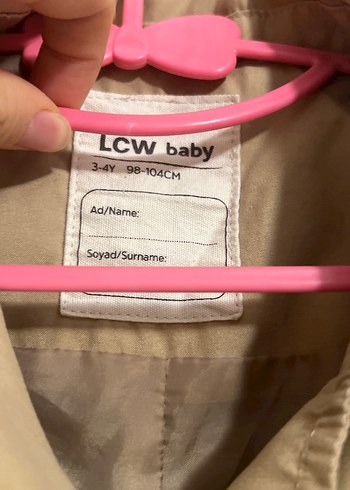 LCW baby
3-4Y 98-104CM
Ad/Name:
Soyad/Surname: